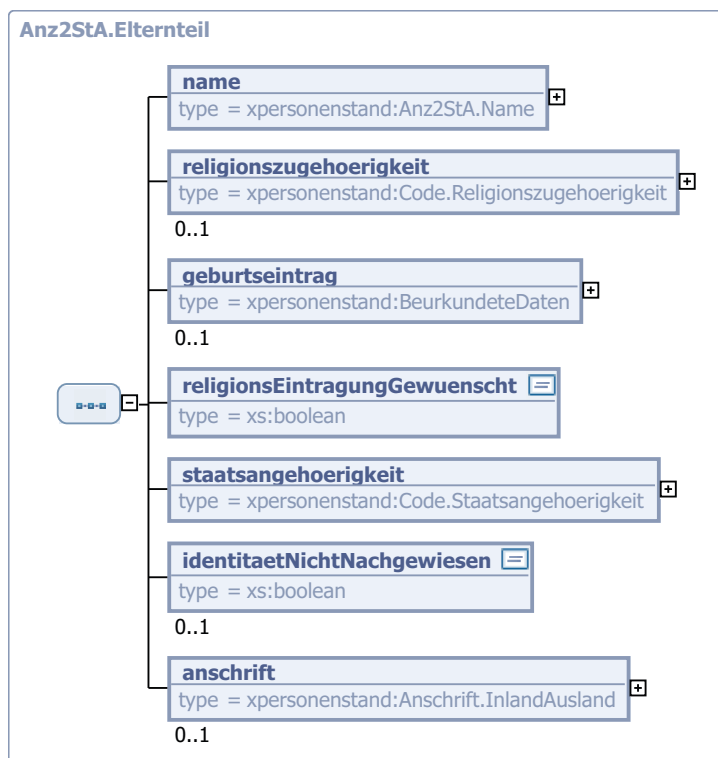 Anz2StA.Elternteil
name
type = xpersonenstand:Anz2StA.Name
religionszugehoerigkeit
type = xpersonenstand:Code.Religionszugehoerigkeit
0..1
geburtseintrag
type = xpersonenstand:BeurkundeteDaten
0..1
religionsEintragungGewuenscht
type = xs:boolean
staatsangehoerigkeit
type = xpersonenstand:Code.Staatsangehoerigkeit
identitaetNichtNachgewiesen
type = xs:boolean
0..1
anschrift
type = xpersonenstand:Anschrift.InlandAusland
0..1